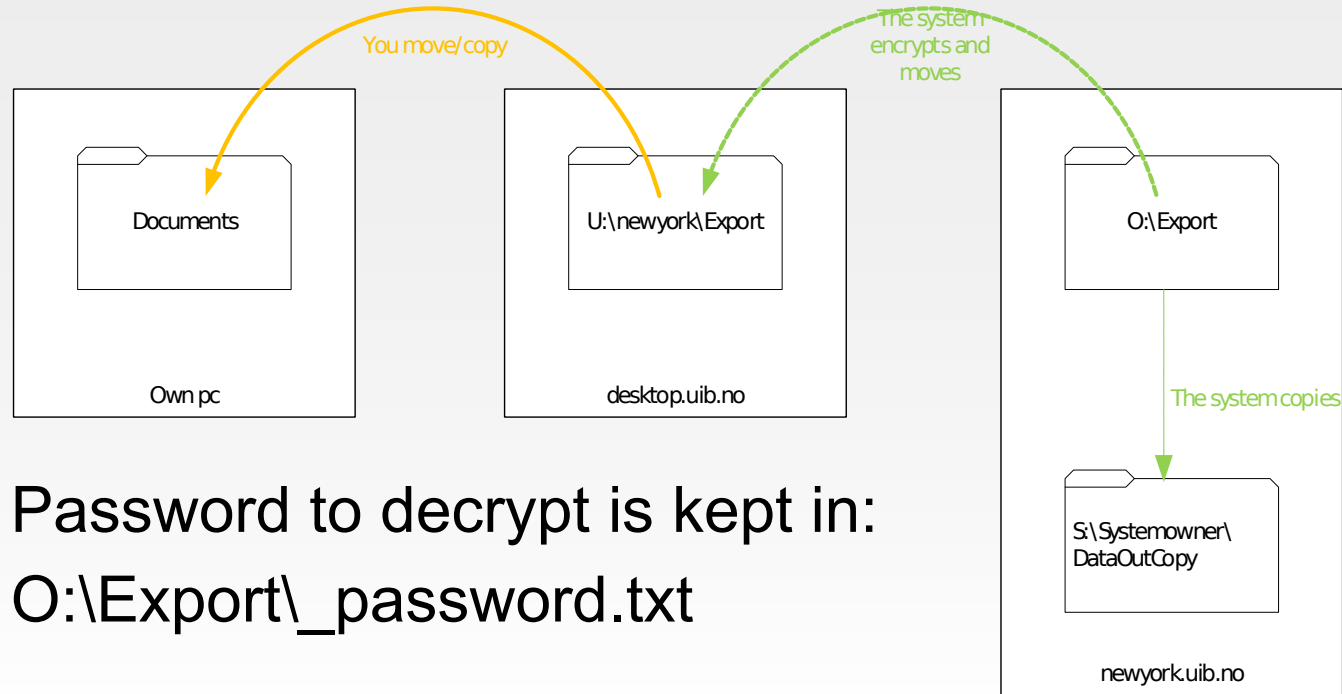 You move/copy
The system
encrypts and
moves
Documents
U:\newyork\Export
O:\Export
Own pc
desktop.uib.no
The system copies
Password to decrypt is kept in:
O:\Export\_password.txt
S:\Systemowner\
DataOutCopy
newyork.uib.no